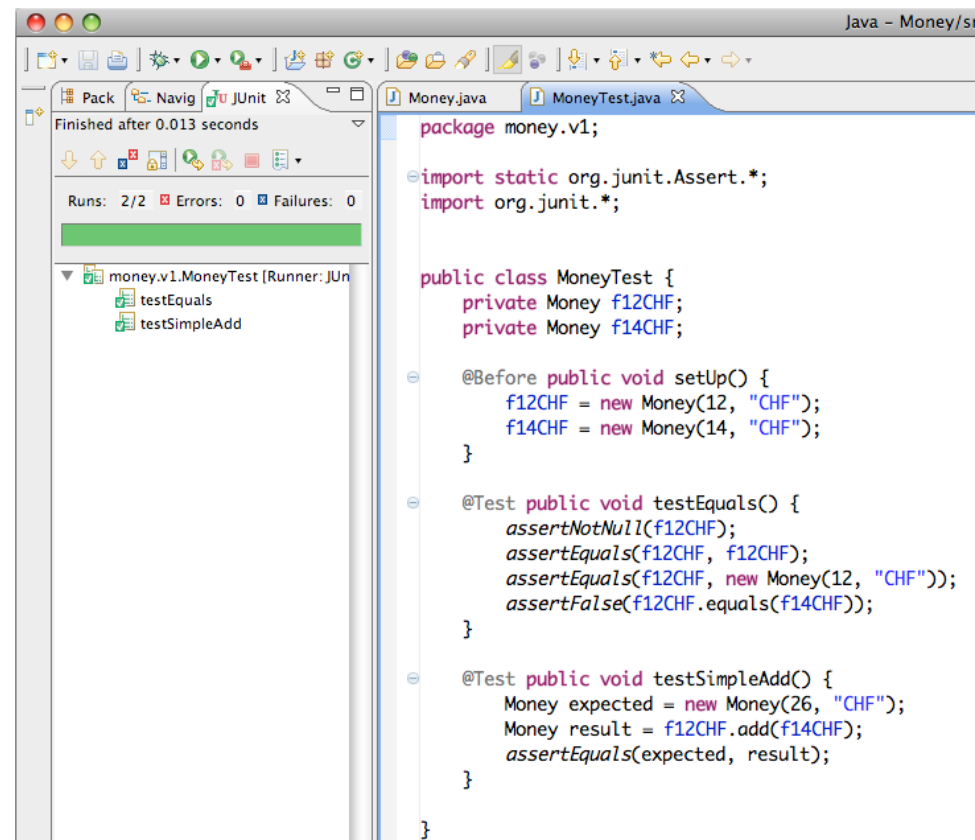 Java – Money/sr
Pack
Navig
JUnit
Finished after 0.013 seconds
Runs: 2/2 Errors: 0 Failures: 0
money.v1.MoneyTest [Runner: JUn
testEquals
testSimpleAdd
Money.java
MoneyTest.java
package money.v1;
import static org.junit.Assert.*;
import org.junit.*;
public class MoneyTest {
private Money f12CHF;
private Money f14CHF;
@Before public void setUp() {
f12CHF = new Money(12, "CHF");
f14CHF = new Money(14, "CHF");
}
@Test public void testEquals() {
assertNotNull(f12CHF);
assertEquals(f12CHF, f12CHF);
assertEquals(f12CHF, new Money(12, "CHF"));
assertFalse(f12CHF.equals(f14CHF));
}
@Test public void testSimpleAdd() {
Money expected = new Money(26, "CHF");
Money result = f12CHF.add(f14CHF);
assertEquals(expected, result);
}
}